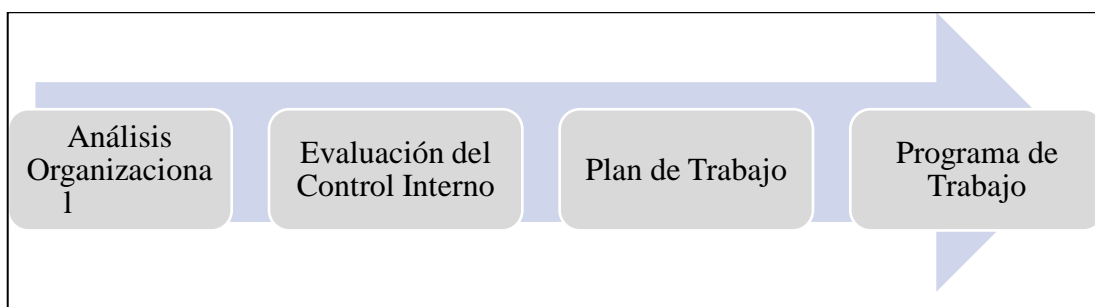 Análisis
Organizaciona
l
Evaluación del
Control Interno
Plan de Trabajo
Programa de
Trabajo